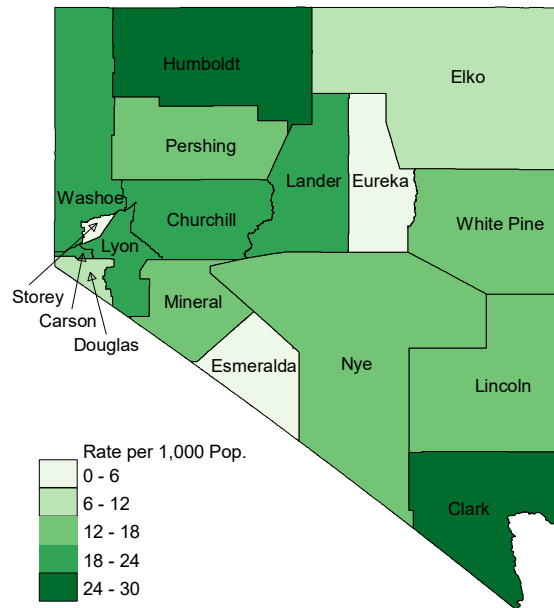 Humboldt
Elko
Pershing
Lander
Eureka
Washoe
Churchill
White Pine
Lyon
Storey
Carson
Douglas
Mineral
Esmeralda
Nye
Lincoln
Clark
Rate per 1,000 Pop.
0 - 6
6 - 12
12 - 18
18 - 24
24 - 30